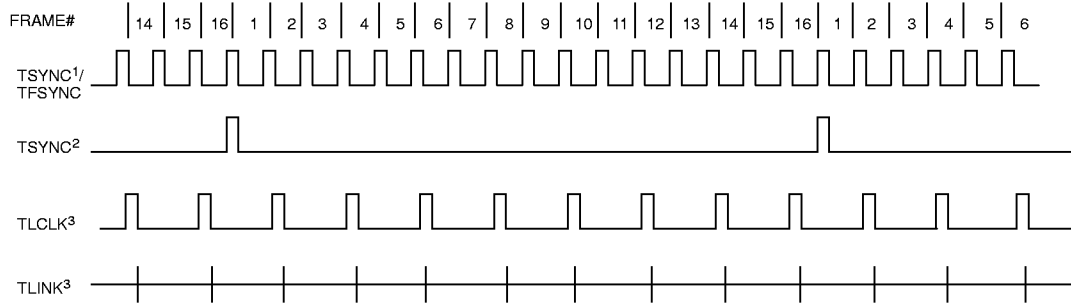 FRAME# 14 15 16 1 2 3 4 5 6 7 8 9 10 11 12 13 14 15 16 1 2 3 4 5 6
TSYNC¹/
TFSYNC
TSYNC²
TLCLK³
TLINK³